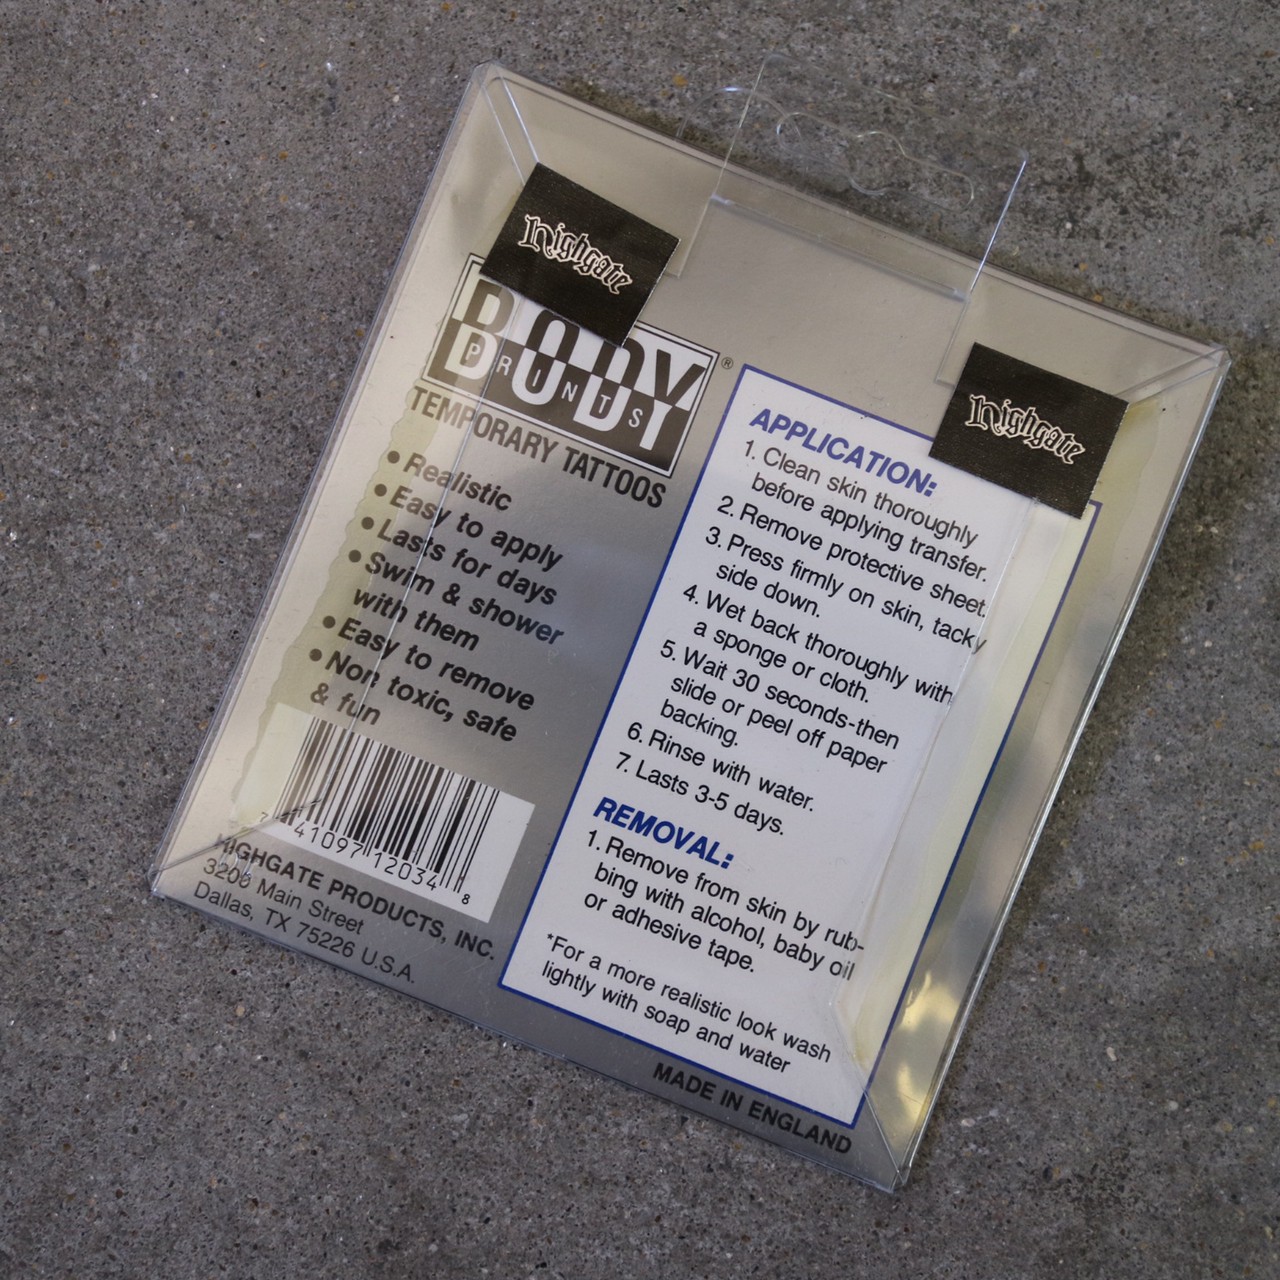 Highgate
Highgate
BODY
PRINTS
®
TEMPORARY TATTOOS
• Realistic
• Easy to apply
• Lasts for days
• Swim & shower
with them
• Easy to remove
• Non toxic, safe
& fun
7 41097 12034 8
HIGHGATE PRODUCTS, INC.
3200 Main Street
Dallas, TX 75226 U.S.A.
APPLICATION:
1. Clean skin thoroughly
before applying transfer.
2. Remove protective sheet.
3. Press firmly on skin, tacky
side down.
4. Wet back thoroughly with
a sponge or cloth.
5. Wait 30 seconds-then
slide or peel off paper
backing.
6. Rinse with water.
7. Lasts 3-5 days.
REMOVAL:
1. Remove from skin by rub-
bing with alcohol, baby oil
or adhesive tape.
*For a more realistic look wash
lightly with soap and water
MADE IN ENGLAND